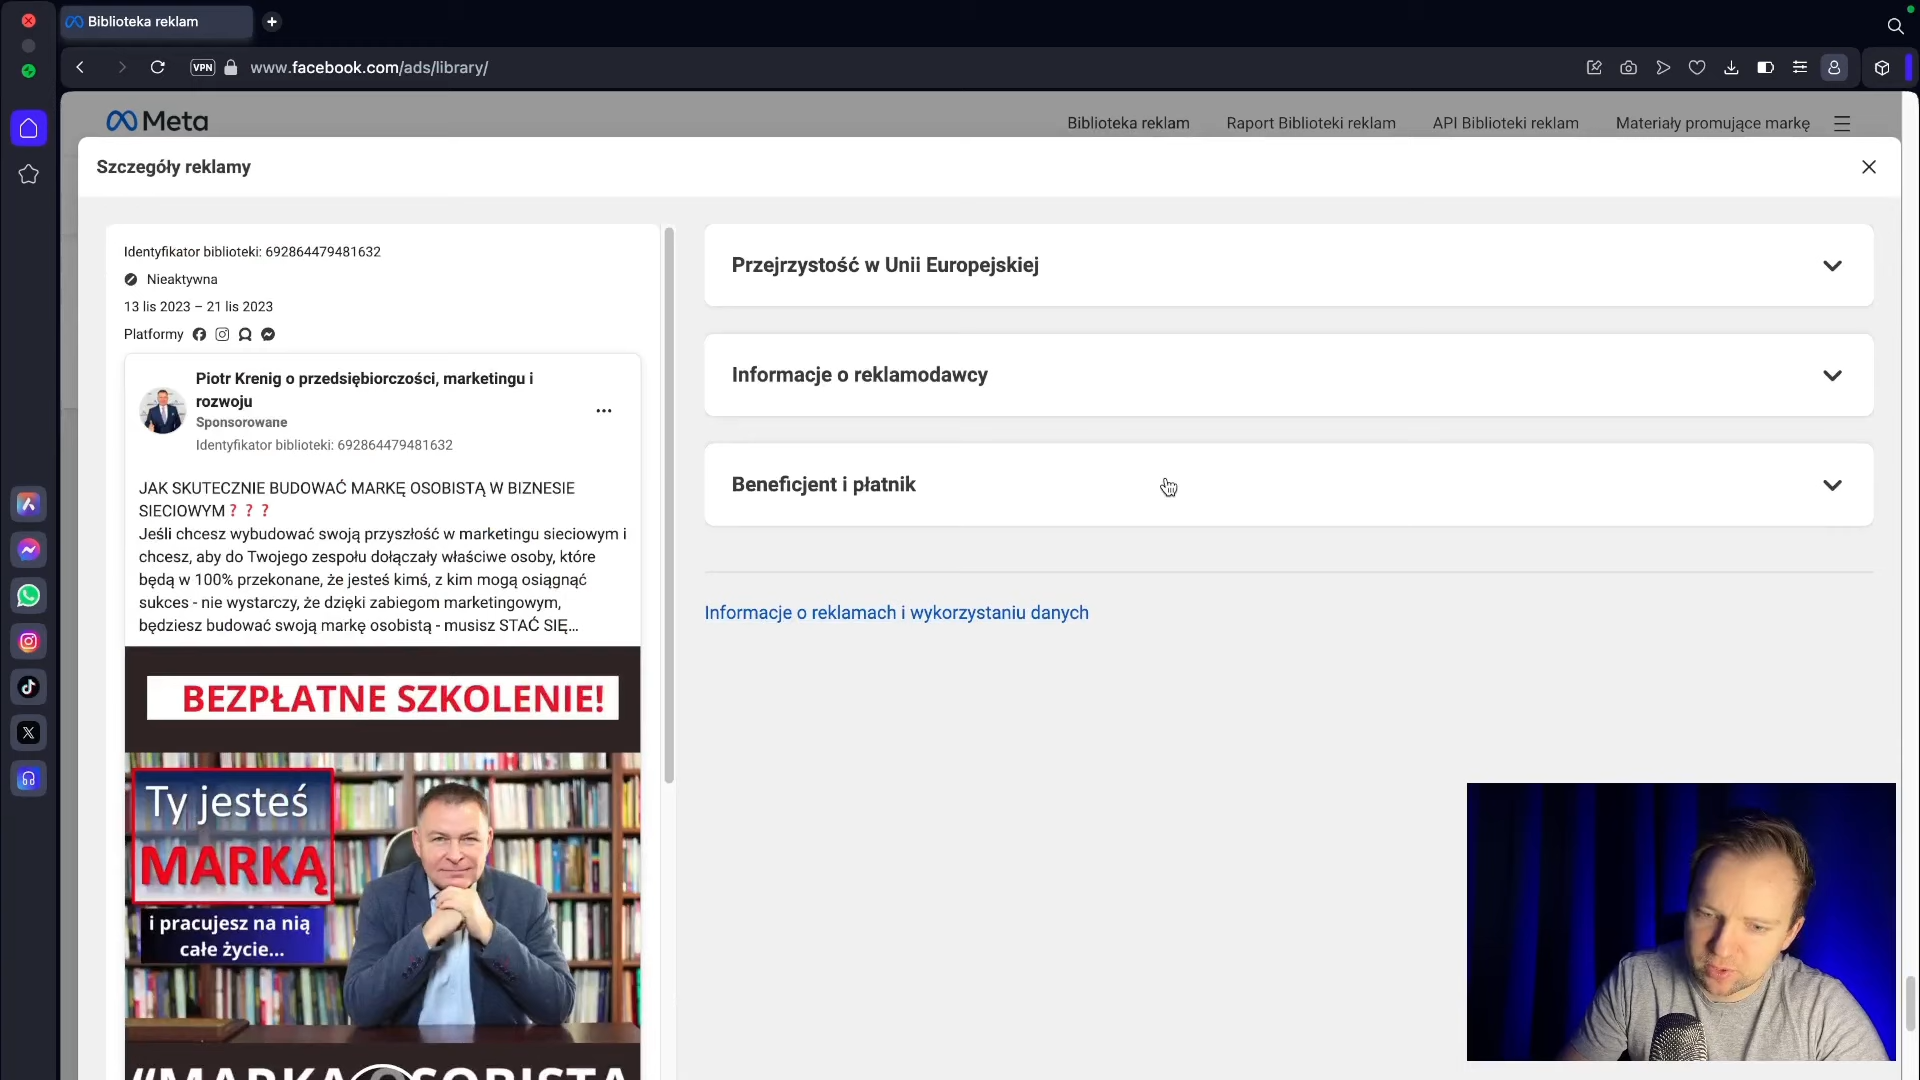 Biblioteka reklam
VPN
www.facebook.com/ads/library/
Meta
Biblioteka reklam
Raport Biblioteki reklam
API Biblioteki reklam
Materiały promujące markę
Szczegóły reklamy
Identyfikator biblioteki: 692864479481632
Nieaktywna
13 lis 2023 – 21 lis 2023
Platformy
Piotr Krenig o przedsiębiorczości, marketingu i
rozwoju
Sponsorowane
Identyfikator biblioteki: 692864479481632
JAK SKUTECZNIE BUDOWAĆ MARKĘ OSOBISTĄ W BIZNESIE
SIECIOWYM❓❓❓
Jeśli chcesz wybudować swoją przyszłość w marketingu sieciowym i
chcesz, aby do Twojego zespołu dołączały właściwe osoby, które
będą w 100% przekonane, że jesteś kimś, z kim mogą osiągnąć
sukces - nie wystarczy, że dzięki zabiegom marketingowym,
będziesz budować swoją markę osobistą - musisz STAĆ SIĘ...
BEZPŁATNE SZKOLENIE!
Ty jesteś
MARKĄ
i pracujesz na nią
całe życie...
Przejrzystość w Unii Europejskiej
Informacje o reklamodawcy
Beneficjent i płatnik
Informacje o reklamach i wykorzystaniu danych